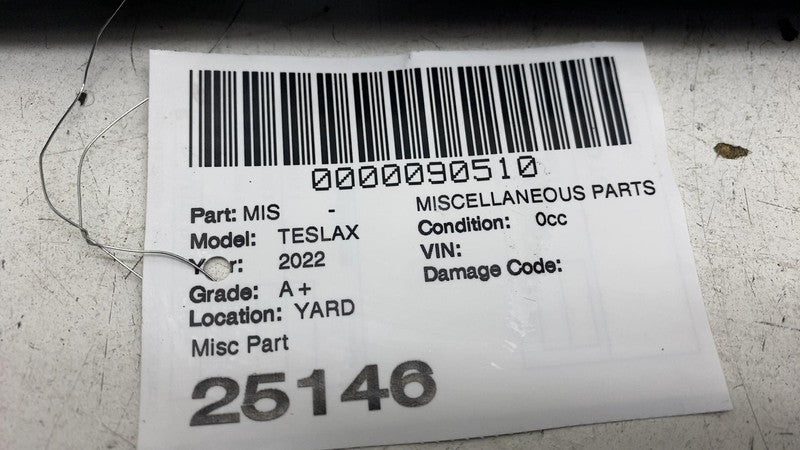 0000090510
Part: MIS - MISCELLANEOUS PARTS
Model: TESLAX Condition: 0cc
Year: 2022 VIN:
Grade: A+ Damage Code:
Location: YARD
Misc Part
25146